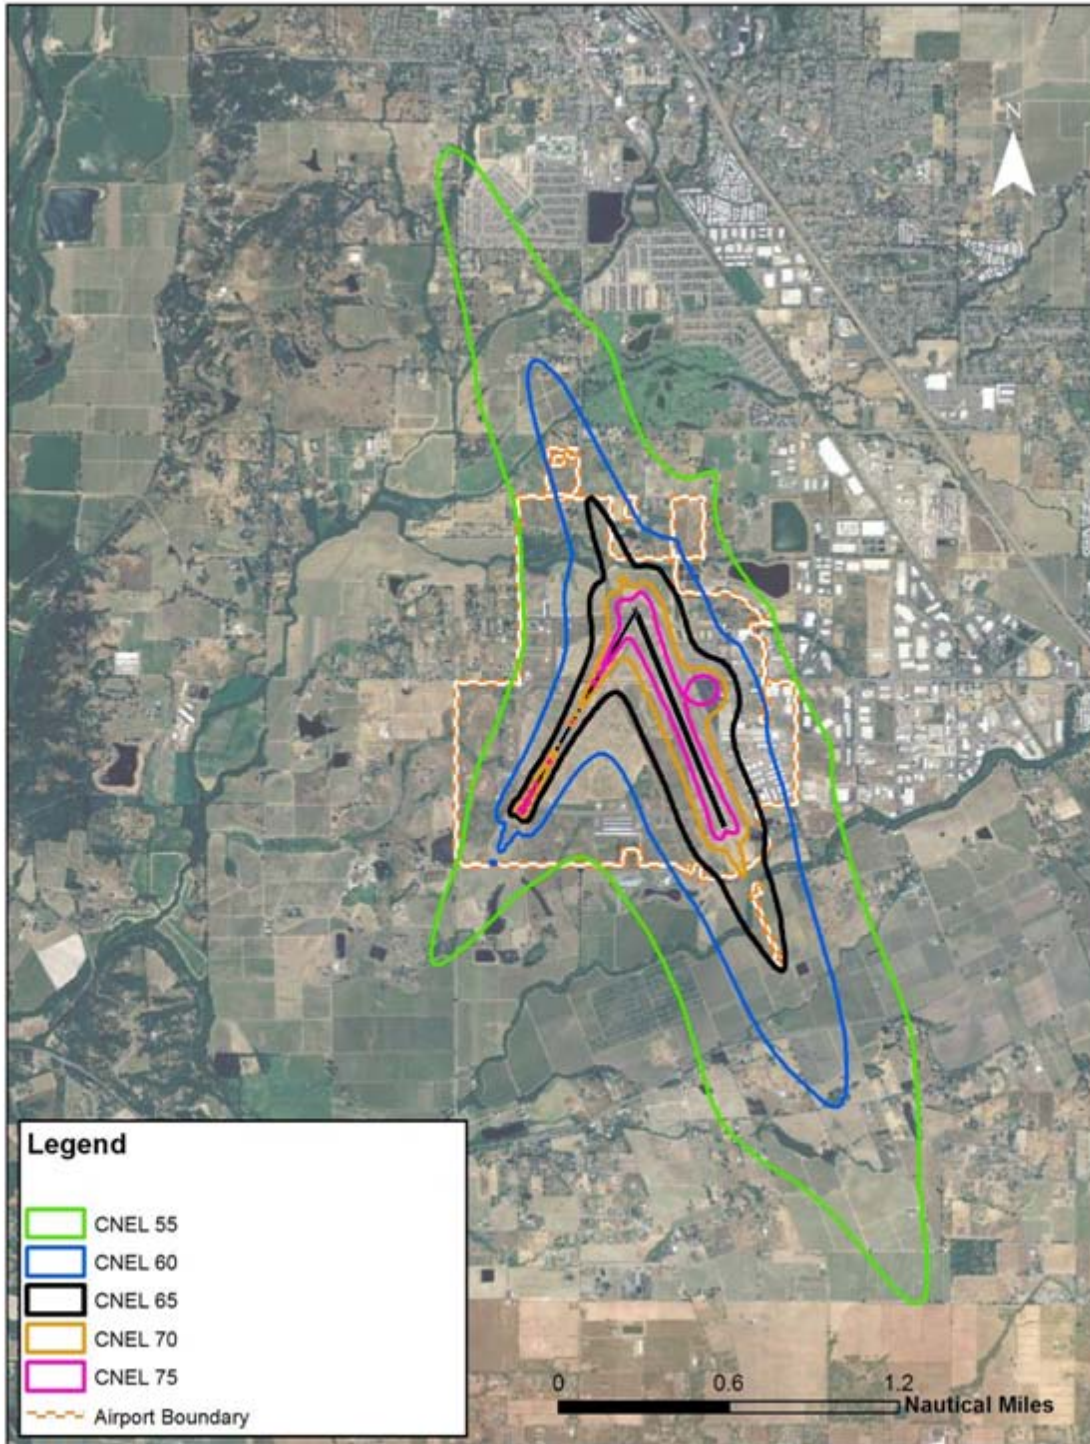 N
Legend
CNEL 55
CNEL 60
CNEL 65
CNEL 70
CNEL 75
Airport Boundary
0 0.6 1.2
Nautical Miles